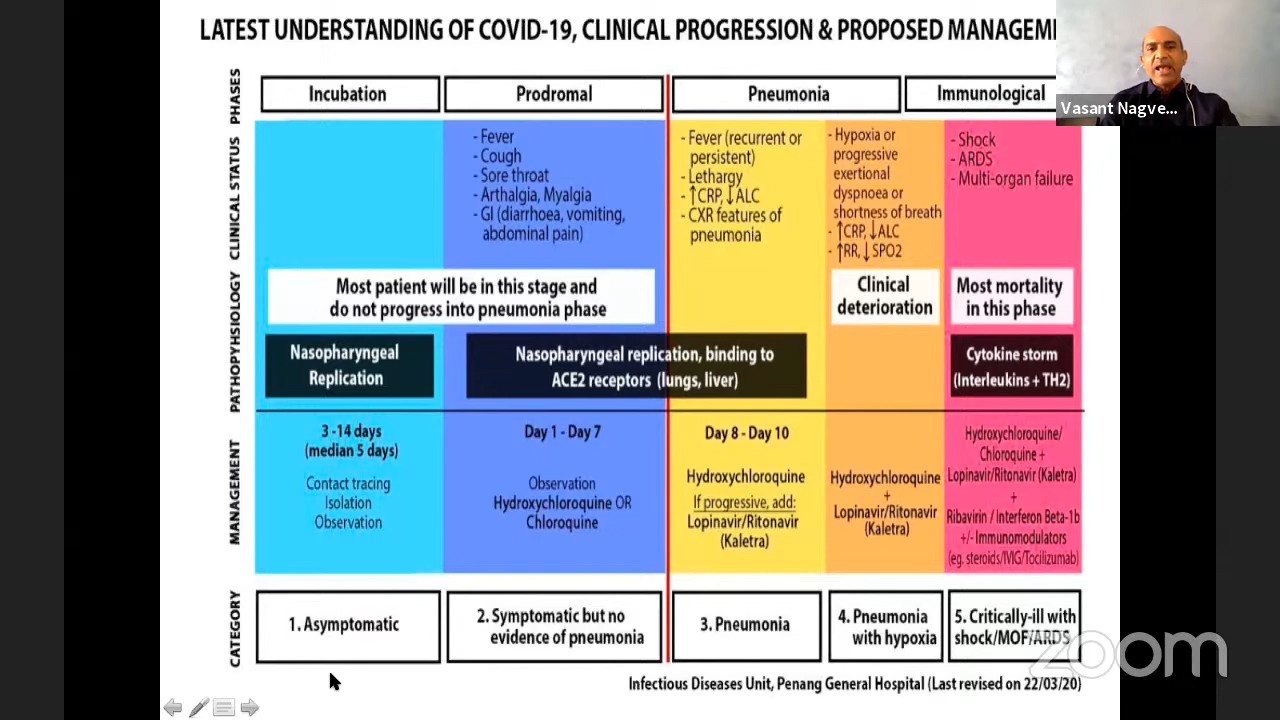 LATEST UNDERSTANDING OF COVID-19, CLINICAL PROGRESSION & PROPOSED MANAGEM
Vasant Nagve...
PHASES
Incubation
Prodromal
Pneumonia
Immunological
CLINICAL STATUS
- Fever
- Cough
- Sore throat
- Arthalgia, Myalgia
- GI (diarrhoea, vomiting,
abdominal pain)
- Fever (recurrent or
persistent)
- Lethargy
- ↑CRP, ↓ALC
- CXR features of
pneumonia
- Hypoxia or
progressive
exertional
dyspnoea or
shortness of breath
- ↑CRP, ↓ALC
- ↑RR, ↓SPO2
- Shock
- ARDS
- Multi-organ failure
PATHOPYHSIOLOGY
Most patient will be in this stage and
do not progress into pneumonia phase
Clinical
deterioration
Most mortality
in this phase
Nasopharyngeal
Replication
Nasopharyngeal replication, binding to
ACE2 receptors (lungs, liver)
Cytokine storm
(Interleukins + TH2)
MANAGEMENT
3 -14 days
(median 5 days)
Contact tracing
Isolation
Observation
Day 1 - Day 7
Observation
Hydroxychloroquine OR
Chloroquine
Day 8 - Day 10
Hydroxychloroquine
If progressive, add:
Lopinavir/Ritonavir
(Kaletra)
Hydroxychloroquine
+
Lopinavir/Ritonavir
(Kaletra)
Hydroxychloroquine/
Chloroquine +
Lopinavir/Ritonavir (Kaletra)
+
Ribavirin / Interferon Beta-1b
+/- Immunomodulators
(eg. steroids/IVIG/Tocilizumab)
CATEGORY
1. Asymptomatic
2. Symptomatic but no
evidence of pneumonia
3. Pneumonia
4. Pneumonia
with hypoxia
5. Critically-ill with
shock/MOF/ARDS
zoom
Infectious Diseases Unit, Penang General Hospital (Last revised on 22/03/20)